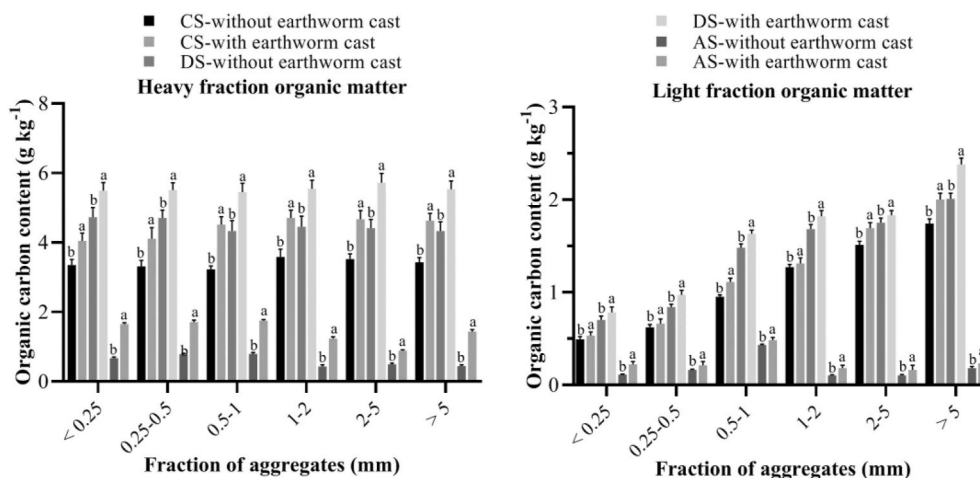 CS-without earthworm cast
CS-with earthworm cast
DS-without earthworm cast
DS-with earthworm cast
AS-without earthworm cast
AS-with earthworm cast
Heavy fraction organic matter
Organic carbon content (g kg-1)
8
6
4
2
0
b a b a b a
b a b a b a
b a b a b a
b a b a b a
b a b a b a
b a b a b a
< 0.25
0.25-0.5
0.5-1
1-2
2-5
> 5
Fraction of aggregates (mm)
Light fraction organic matter
Organic carbon content (g kg-1)
3
2
1
0
b a b a b a
b a b a b a
b a b a b a
b a b a b a
b a b a b a
b a b a b
< 0.25
0.25-0.5
0.5-1
1-2
2-5
> 5
Fraction of aggregates (mm)